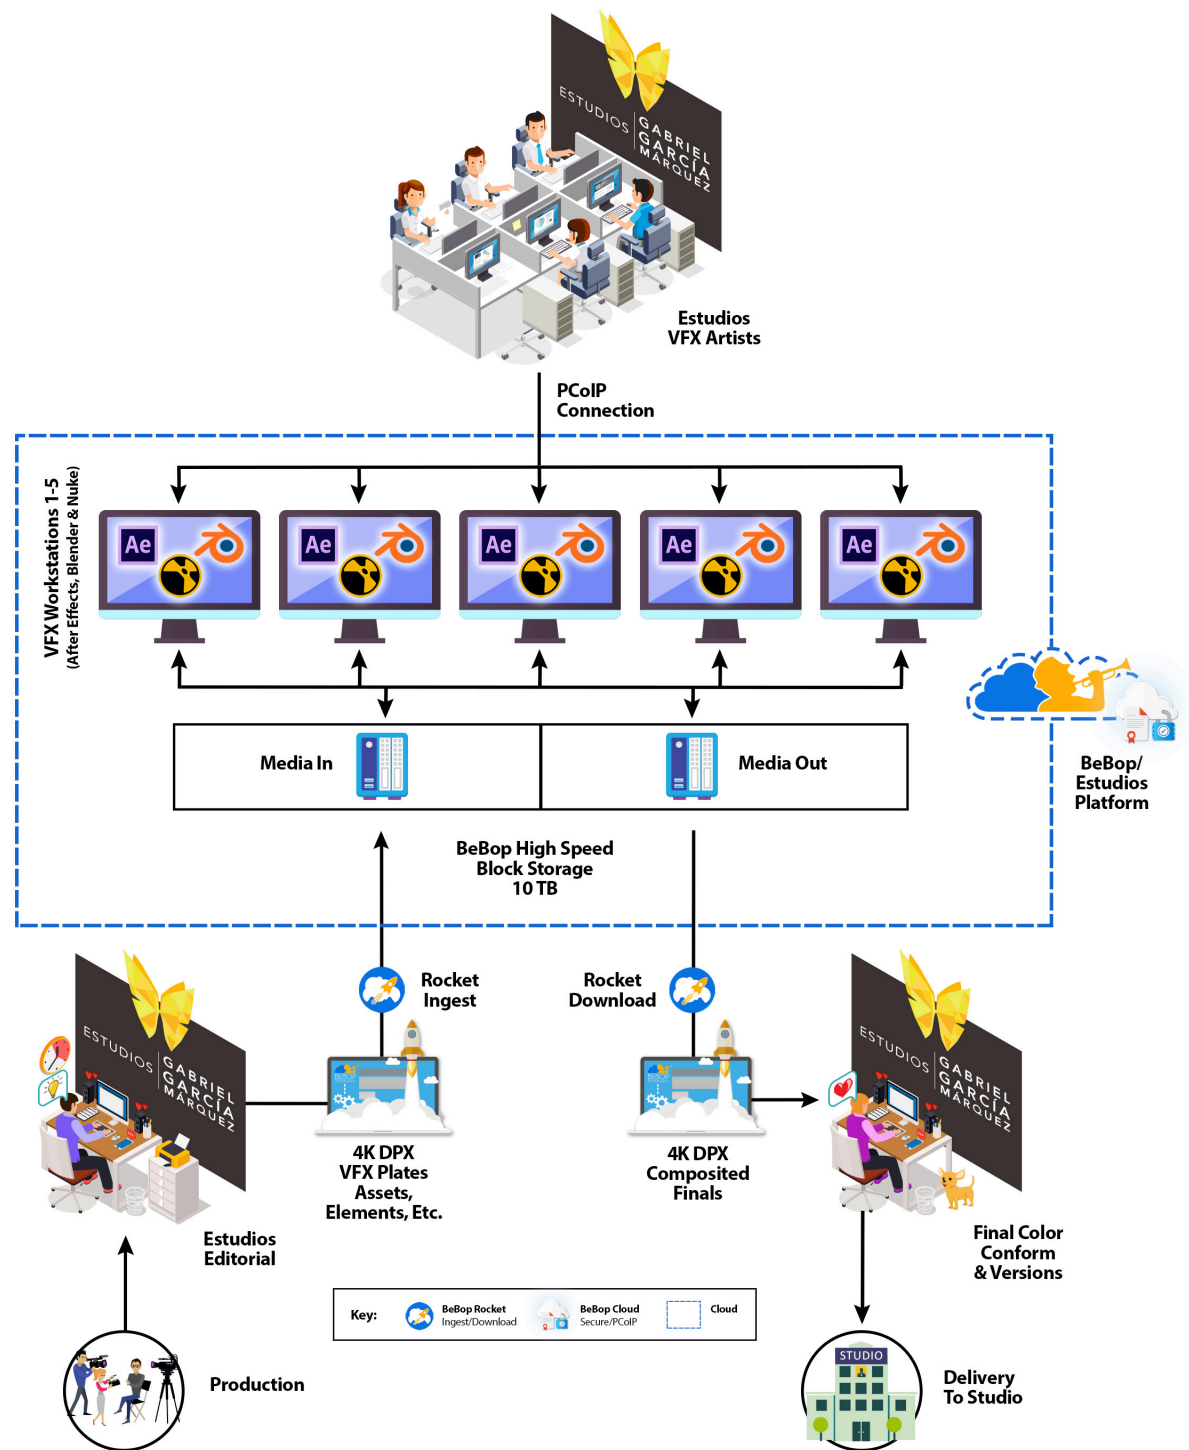 ESTUDIOS
GABRIEL
GARCÍA
MÁRQUEZ
Estudios
VFX Artists
PCoIP
Connection
VFX Workstations 1-5
(After Effects, Blender & Nuke)
Ae
Ae
Ae
Ae
Ae
Media In
Media Out
BeBop/
Estudios
Platform
BeBop High Speed
Block Storage
10 TB
Rocket
Ingest
Rocket
Download
ESTUDIOS
GABRIEL
GARCÍA
MÁRQUEZ
BEBOP
BEBOP
ESTUDIOS
GABRIEL
GARCÍA
MÁRQUEZ
4K DPX
VFX Plates
Assets,
Elements, Etc.
4K DPX
Composited
Finals
Estudios
Editorial
Final Color
Conform
& Versions
Key:
BeBop Rocket
Ingest/Download
BeBop Cloud
Secure/PCoIP
Cloud
Production
STUDIO
Delivery
To Studio